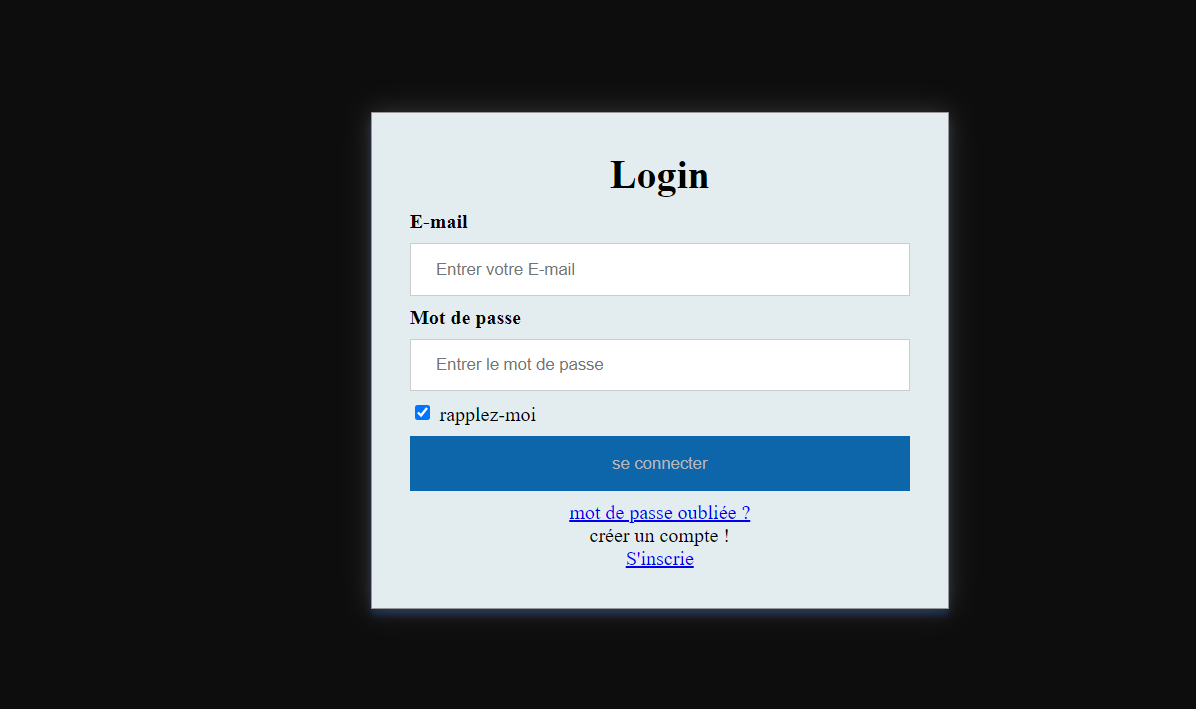 Login
E-mail
Entrer votre E-mail
Mot de passe
Entrer le mot de passe
rapplez-moi
se connecter
mot de passe oubliée ?
créer un compte !
S'inscrie